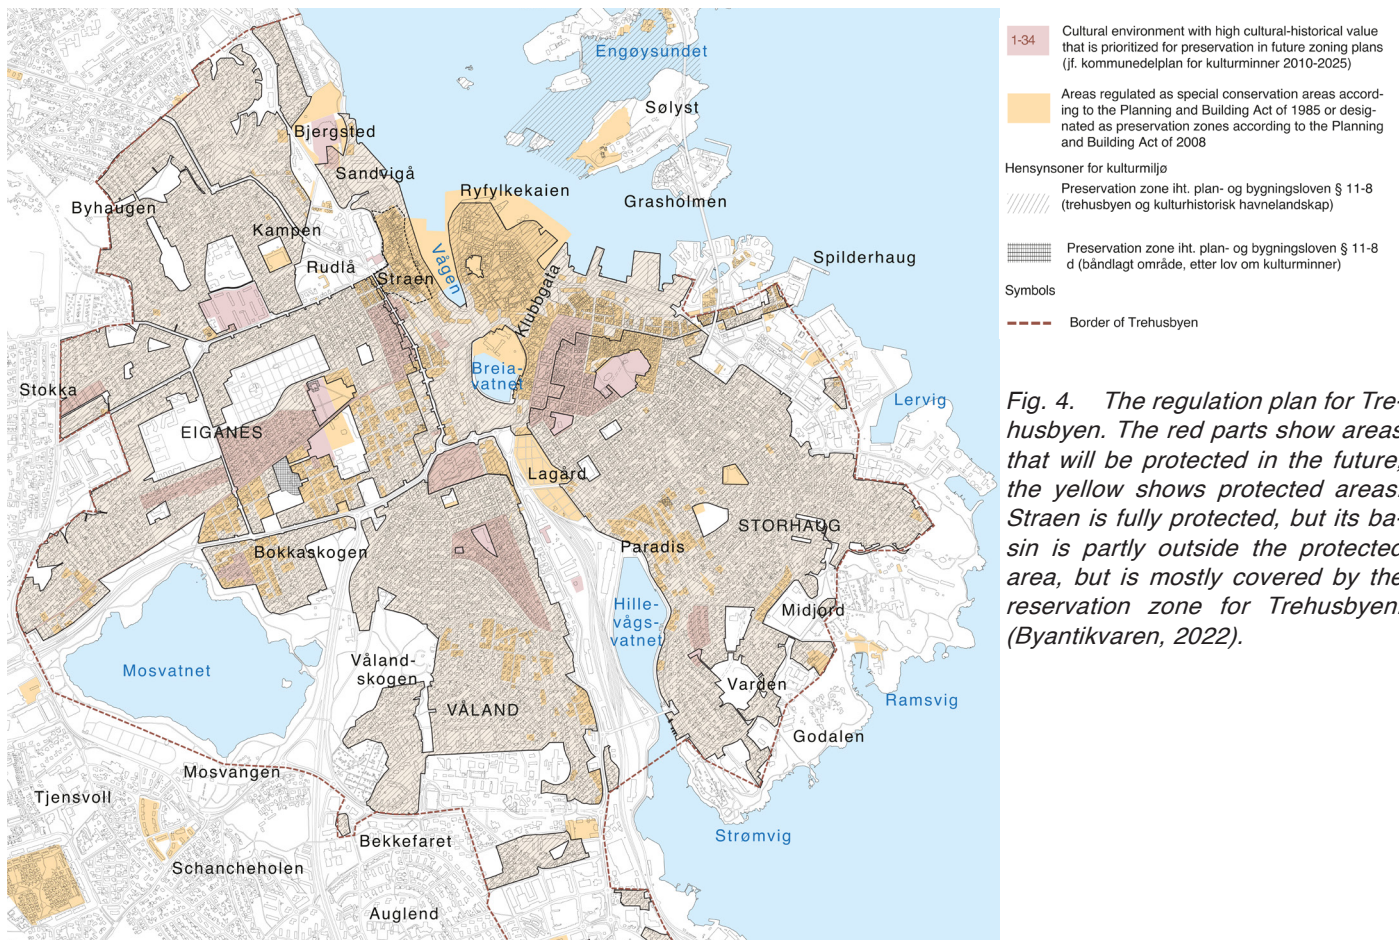 Engøysundet
Sølyst
Bjergsted
Sandvigå
Ryfylkekaien
Grasholmen
Byhaugen
Kampen
Rudlå
Straen
Vågen
Klubbgata
Spilderhaug
Breia-
vatnet
Stokka
EIGANES
Lervig
Lagård
STORHAUG
Bokkaskogen
Paradis
Hille-
vågs-
vatnet
Midjord
Mosvatnet
Våland-
skogen
Varden
Ramsvig
VÅLAND
Godalen
Mosvangen
Tjensvoll
Strømvig
Bekkefaret
Schancheholen
Auglend
1-34
Cultural environment with high cultural-historical value
that is prioritized for preservation in future zoning plans
(jf. kommunedelplan for kulturminner 2010-2025)
Areas regulated as special conservation areas accord-
ing to the Planning and Building Act of 1985 or desig-
nated as preservation zones according to the Planning
and Building Act of 2008
Hensynsoner for kulturmiljø
Preservation zone iht. plan- og bygningsloven § 11-8
(trehusbyen og kulturhistorisk havnelandskap)
Preservation zone iht. plan- og bygningsloven § 11-8
d (båndlagt område, etter lov om kulturminner)
Symbols
Border of Trehusbyen
Fig. 4. The regulation plan for Tre-
husbyen. The red parts show areas
that will be protected in the future,
the yellow shows protected areas.
Straen is fully protected, but its ba-
sin is partly outside the protected
area, but is mostly covered by the
reservation zone for Trehusbyen.
(Byantikvaren, 2022).